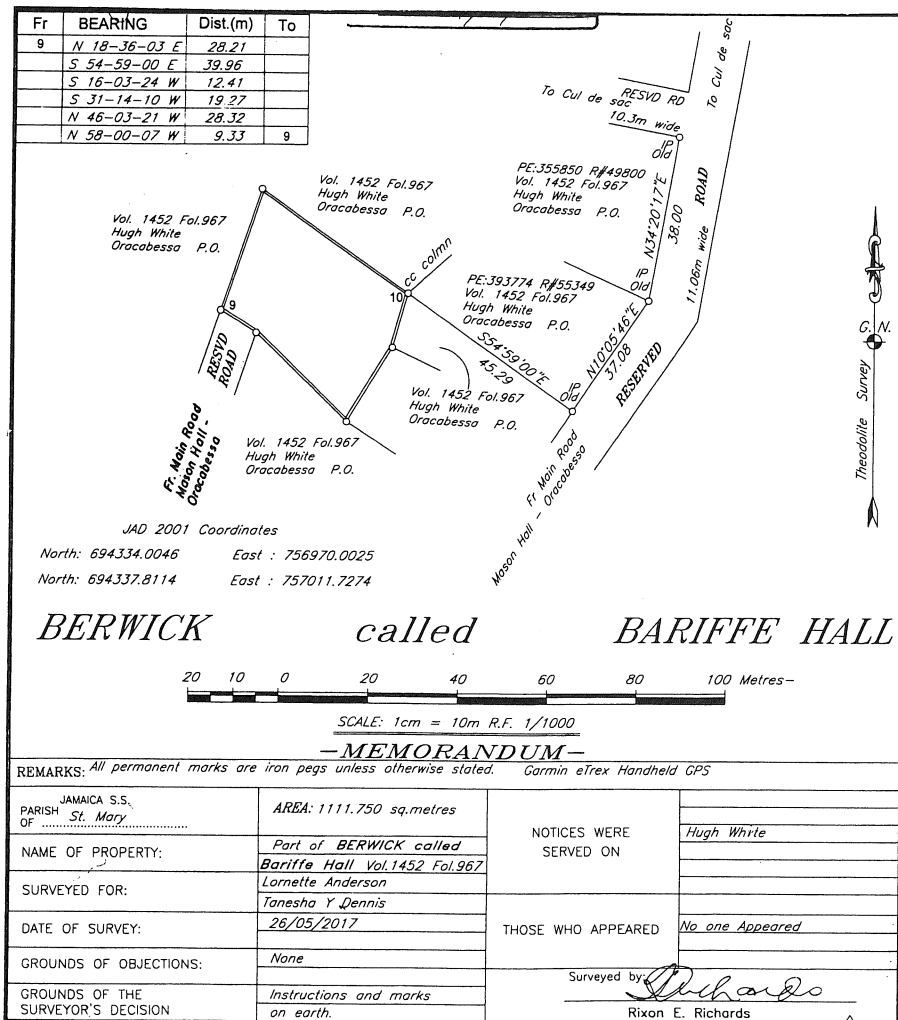 Fr BEARING Dist.(m) To
9 N 18-36-03 E 28.21
S 54-59-00 E 39.96
S 16-03-24 W 12.41
S 31-14-10 W 19.27
N 46-03-21 W 28.32
N 58-00-07 W 9.33 9
To Cul de sac
To Cul de sac
RESVD RD
10.3m wide
IP
Old
PE:355850 R#49800
Vol. 1452 Fol.967
Hugh White
Oracabessa P.O.
N34°20'17"E
38.00
11.06m wide ROAD
RESERVED
Vol. 1452 Fol.967
Hugh White
Oracabessa P.O.
Vol. 1452 Fol.967
Hugh White
Oracabessa P.O.
cc colmn
10
9
PE:393774 R#55349
Vol. 1452 Fol.967
Hugh White
Oracabessa P.O.
IP
Old
N10°05'46"E
37.08
S54°59'00"E
45.29
IP
Old
G. N.
Theodolite Survey
RESVD
ROAD
Vol. 1452 Fol.967
Hugh White
Oracabessa P.O.
Fr. Main Road
Mason Hall -
Oracabessa
Vol. 1452 Fol.967
Hugh White
Oracabessa P.O.
Fr Main Road
Mason Hall - Oracabessa
JAD 2001 Coordinates
North: 694334.0046 East : 756970.0025
North: 694337.8114 East : 757011.7274
BERWICK called BARIFFE HALL
20 10 0 20 40 60 80 100 Metres-
SCALE: 1cm = 10m R.F. 1/1000
-MEMORANDUM-
REMARKS: All permanent marks are iron pegs unless otherwise stated. Garmin eTrex Handheld GPS
JAMAICA S.S.
PARISH OF St. Mary
AREA: 1111.750 sq.metres
NAME OF PROPERTY:
Part of BERWICK called
Bariffe Hall Vol.1452 Fol.967
SURVEYED FOR:
Lornette Anderson
Tanesha Y Dennis
DATE OF SURVEY:
26/05/2017
GROUNDS OF OBJECTIONS:
None
GROUNDS OF THE
SURVEYOR'S DECISION
Instructions and marks
on earth.
NOTICES WERE
SERVED ON
Hugh White
THOSE WHO APPEARED
No one Appeared
Surveyed by:
Rixon E. Richards